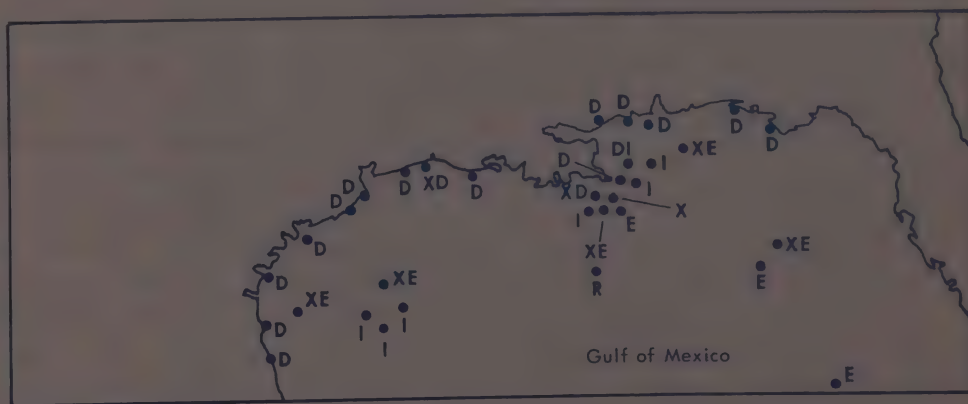 D D D D D
DI I XE
D I
D D D XD D XD X
I E
D XE XE
D XE E
XE R
D I I
D I
Gulf of Mexico
E